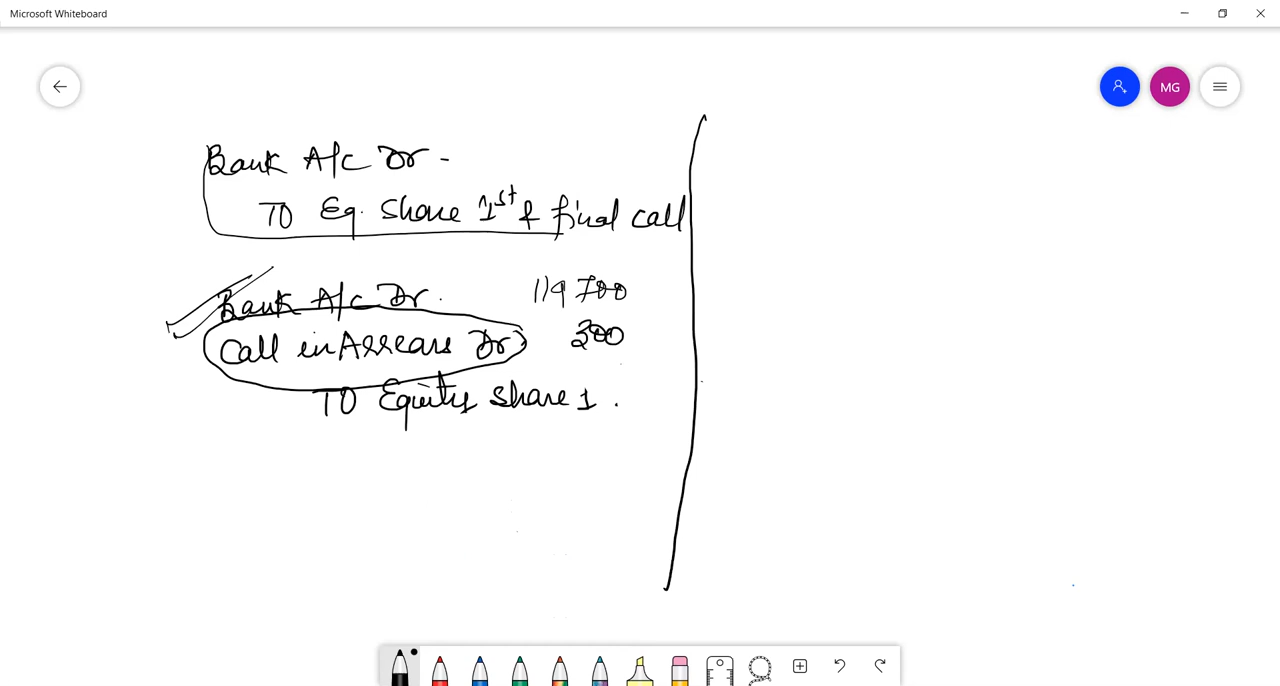 Microsoft Whiteboard
MG
Bank A/c Dr -
TO Eq. Share 1st & final call
Bank A/c Dr. 119700
Call in Arrears Dr 300
TO Equity Share 1.